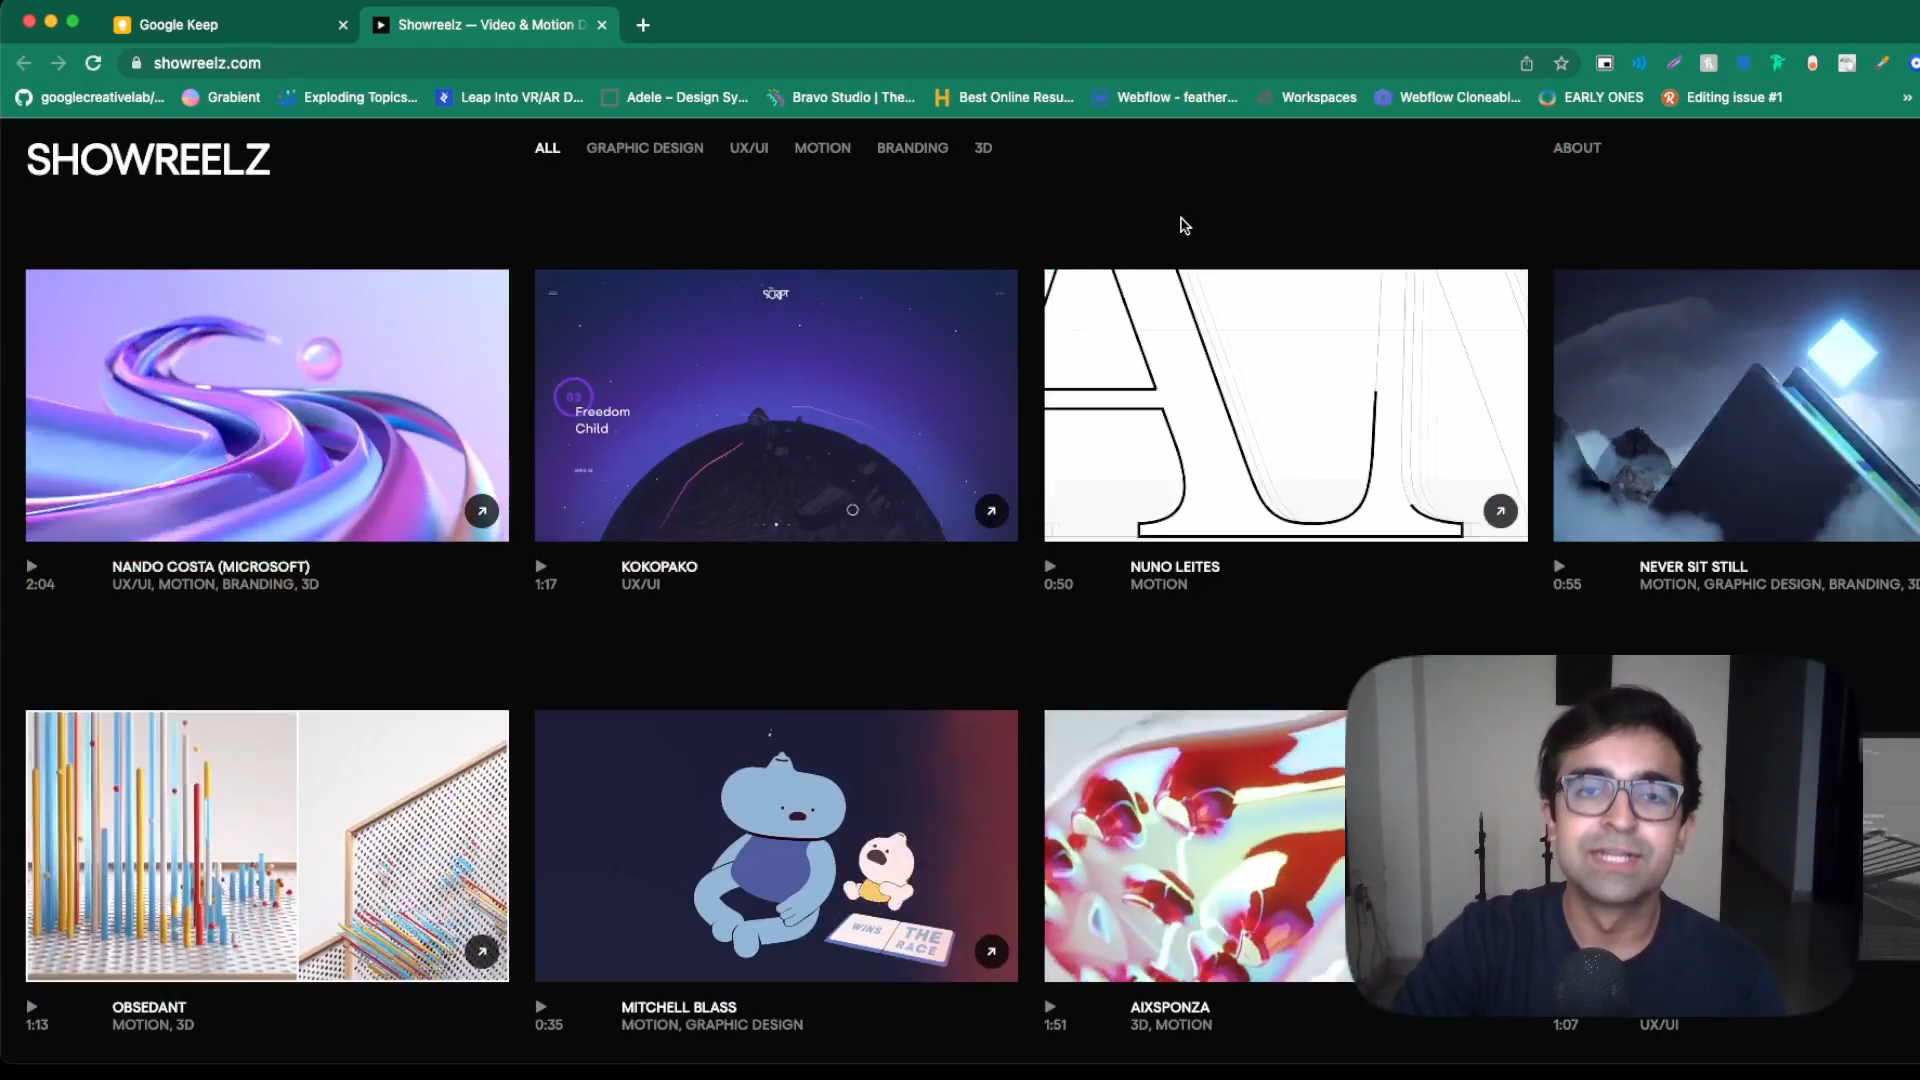 Google Keep
Showreelz — Video & Motion D
showreelz.com
googlecreativelab/...
Grabient
Exploding Topics...
Leap Into VR/AR D...
Adele – Design Sy...
Bravo Studio | The...
Best Online Resu...
Webflow - feather...
Workspaces
Webflow Cloneabl...
EARLY ONES
Editing issue #1
SHOWREELZ
ALL
GRAPHIC DESIGN
UX/UI
MOTION
BRANDING
3D
ABOUT
SCRIPT
03
Freedom
Child
2:04
NANDO COSTA (MICROSOFT)
UX/UI, MOTION, BRANDING, 3D
1:17
KOKOPAKO
UX/UI
0:50
NUNO LEITES
MOTION
0:55
NEVER SIT STILL
MOTION, GRAPHIC DESIGN, BRANDING, 3D
WINS THE
RACE
1:13
OBSEDANT
MOTION, 3D
0:35
MITCHELL BLASS
MOTION, GRAPHIC DESIGN
1:51
AIXSPONZA
3D, MOTION
1:07
UX/UI